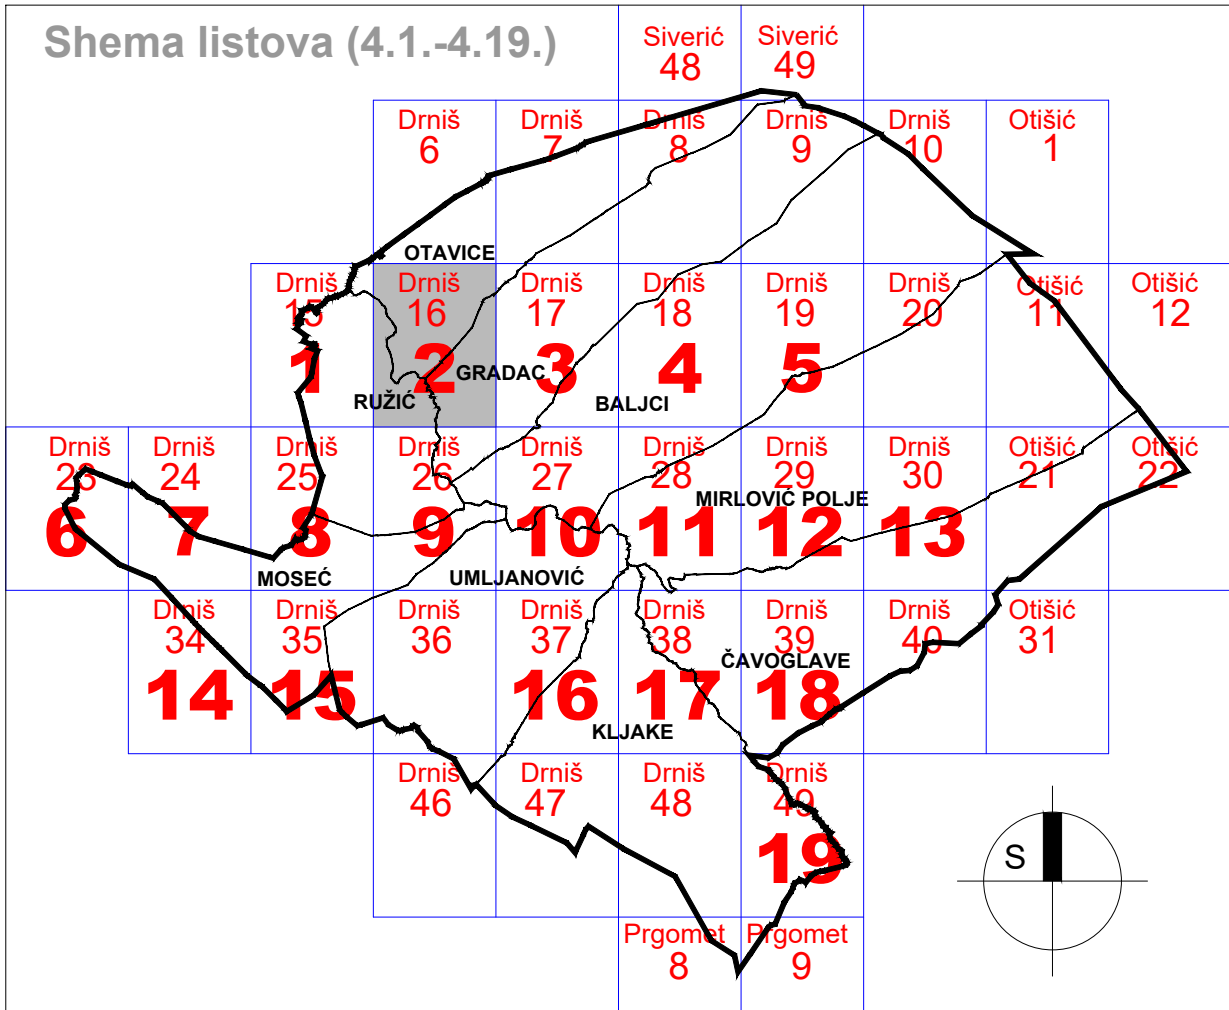 Shema listova (4.1.-4.19.)
Siverić
48
Siverić
49
Drniš
6
Drniš
7
Drniš
8
Drniš
9
Drniš
10
Otišić
1
OTAVICE
Drniš
15
1
Drniš
16
2
Drniš
17
3
Drniš
18
4
Drniš
19
5
Drniš
20
Otišić
11
Otišić
12
GRADAC
RUŽIĆ
BALJCI
Drniš
23
6
Drniš
24
7
Drniš
25
8
Drniš
26
9
Drniš
27
10
Drniš
28
11
Drniš
29
12
Drniš
30
13
Otišić
21
Otišić
22
MIRLOVIĆ POLJE
MOSEĆ
UMLJANOVIĆ
Drniš
34
14
Drniš
35
15
Drniš
36
Drniš
37
16
Drniš
38
17
Drniš
39
18
Drniš
40
Otišić
31
ČAVOGLAVE
KLJAKE
Drniš
46
Drniš
47
Drniš
48
Drniš
49
19
S
Prgomet
8
Prgomet
9